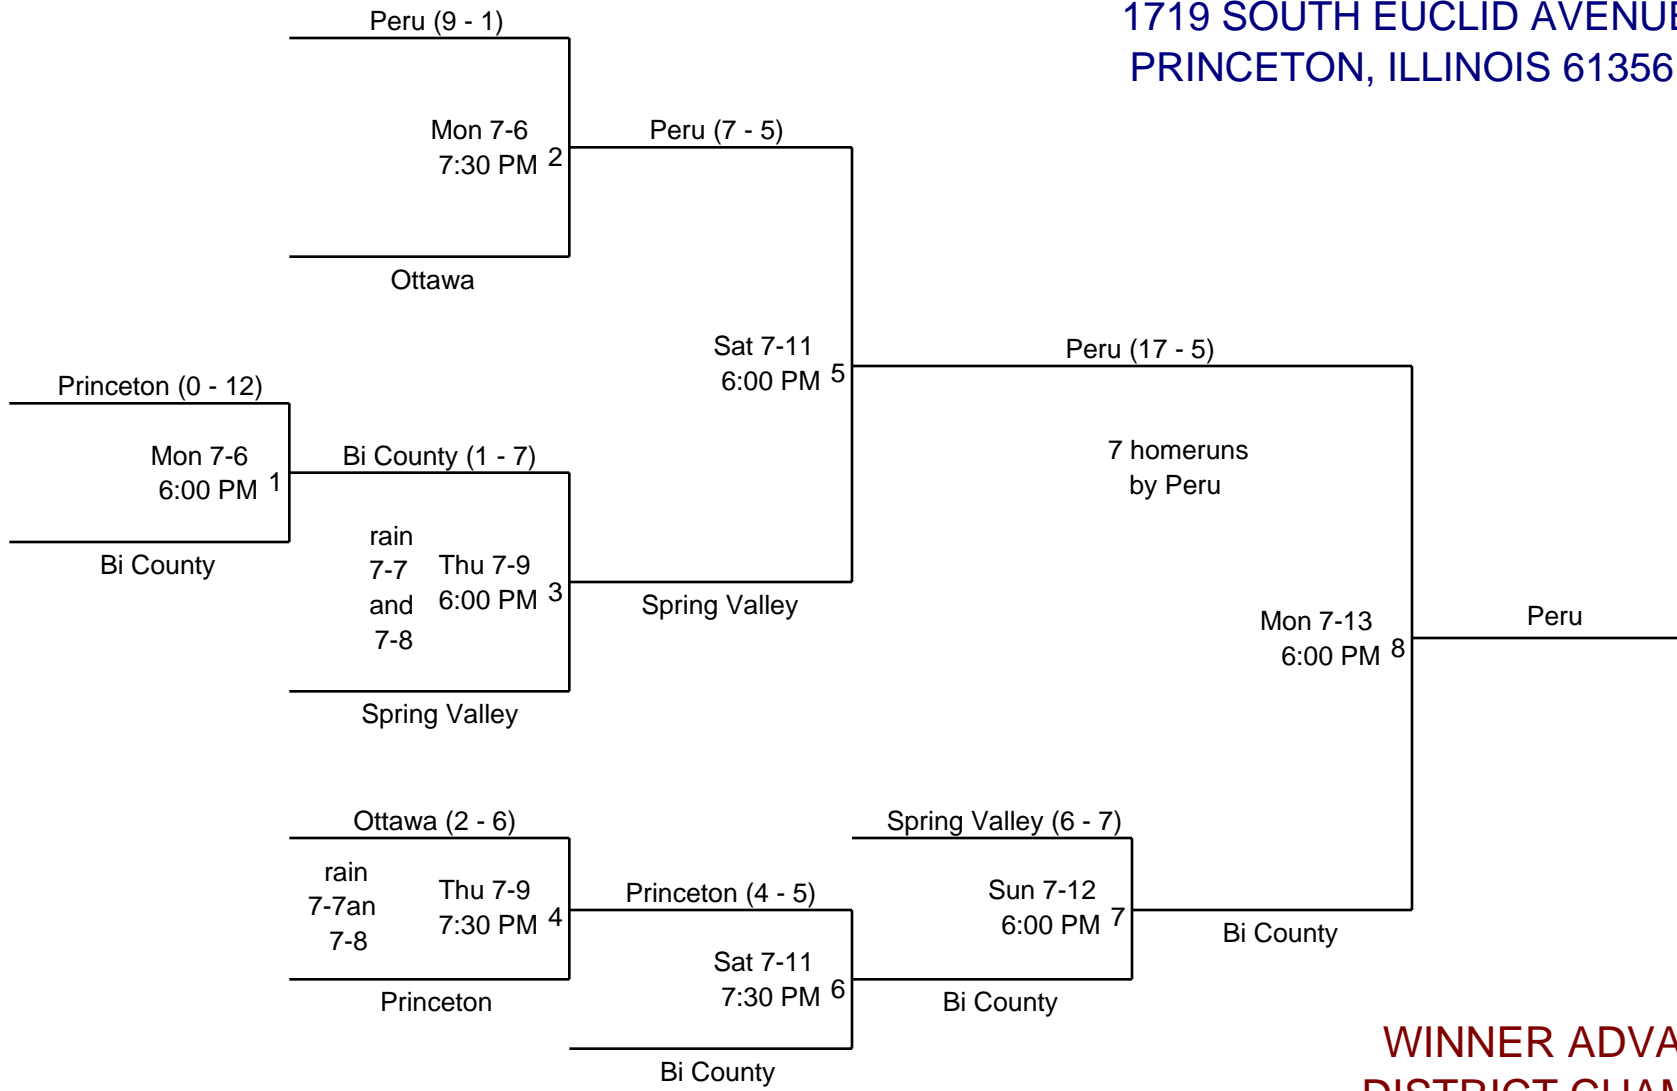 Peru (9 - 1)
1719 SOUTH EUCLID AVENUE
PRINCETON, ILLINOIS 61356
Mon 7-6
7:30 PM 2
Peru (7 - 5)
Ottawa
Sat 7-11
6:00 PM 5
Peru (17 - 5)
Princeton (0 - 12)
Mon 7-6
6:00 PM 1
Bi County (1 - 7)
7 homeruns
by Peru
Bi County
rain
7-7
and
7-8
Thu 7-9
6:00 PM 3
Spring Valley
Mon 7-13
6:00 PM 8
Peru
Spring Valley
Ottawa (2 - 6)
Spring Valley (6 - 7)
rain
7-7an
7-8
Thu 7-9
7:30 PM 4
Princeton (4 - 5)
Sun 7-12
6:00 PM 7
Bi County
Sat 7-11
7:30 PM 6
Princeton
Bi County
Bi County
WINNER ADVA
DISTRICT CHAM